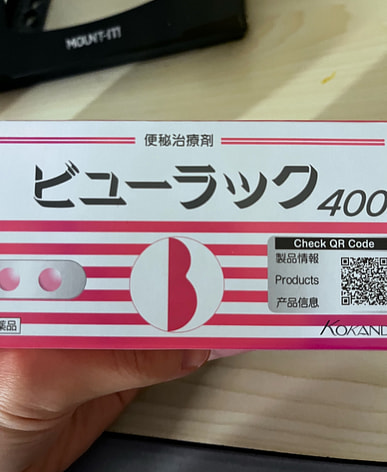 MOUNT-IT!
便秘治療剤
ビューラック400
Check QR Code
製品情報
Products
产品信息
薬品
KOKAND